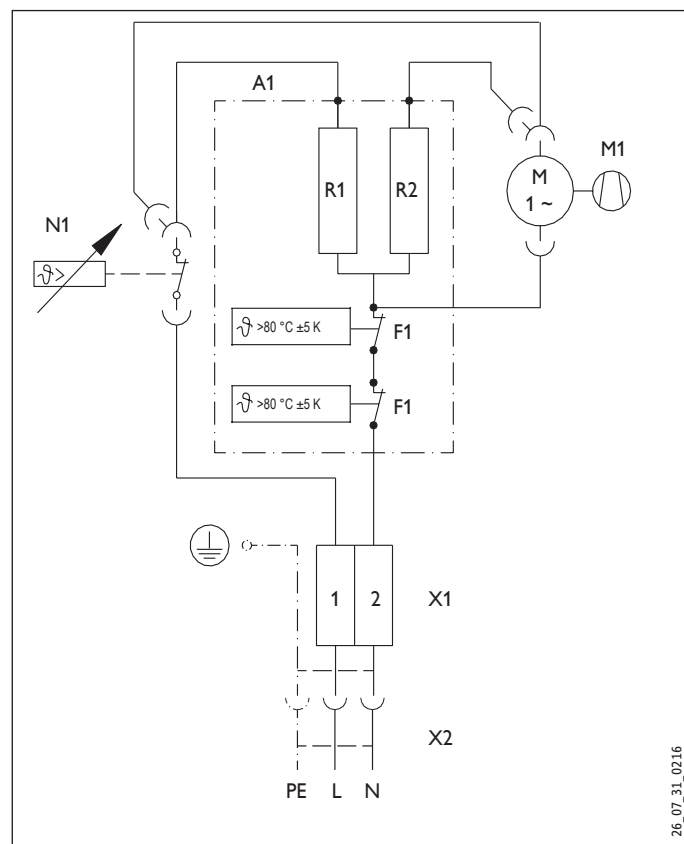 A1
M1
R1
R2
M
1 ~
N1
ϑ>
ϑ >80 °C ±5 K
F1
ϑ >80 °C ±5 K
F1
1
2
X1
X2
PE
L
N
26_07_31_0216